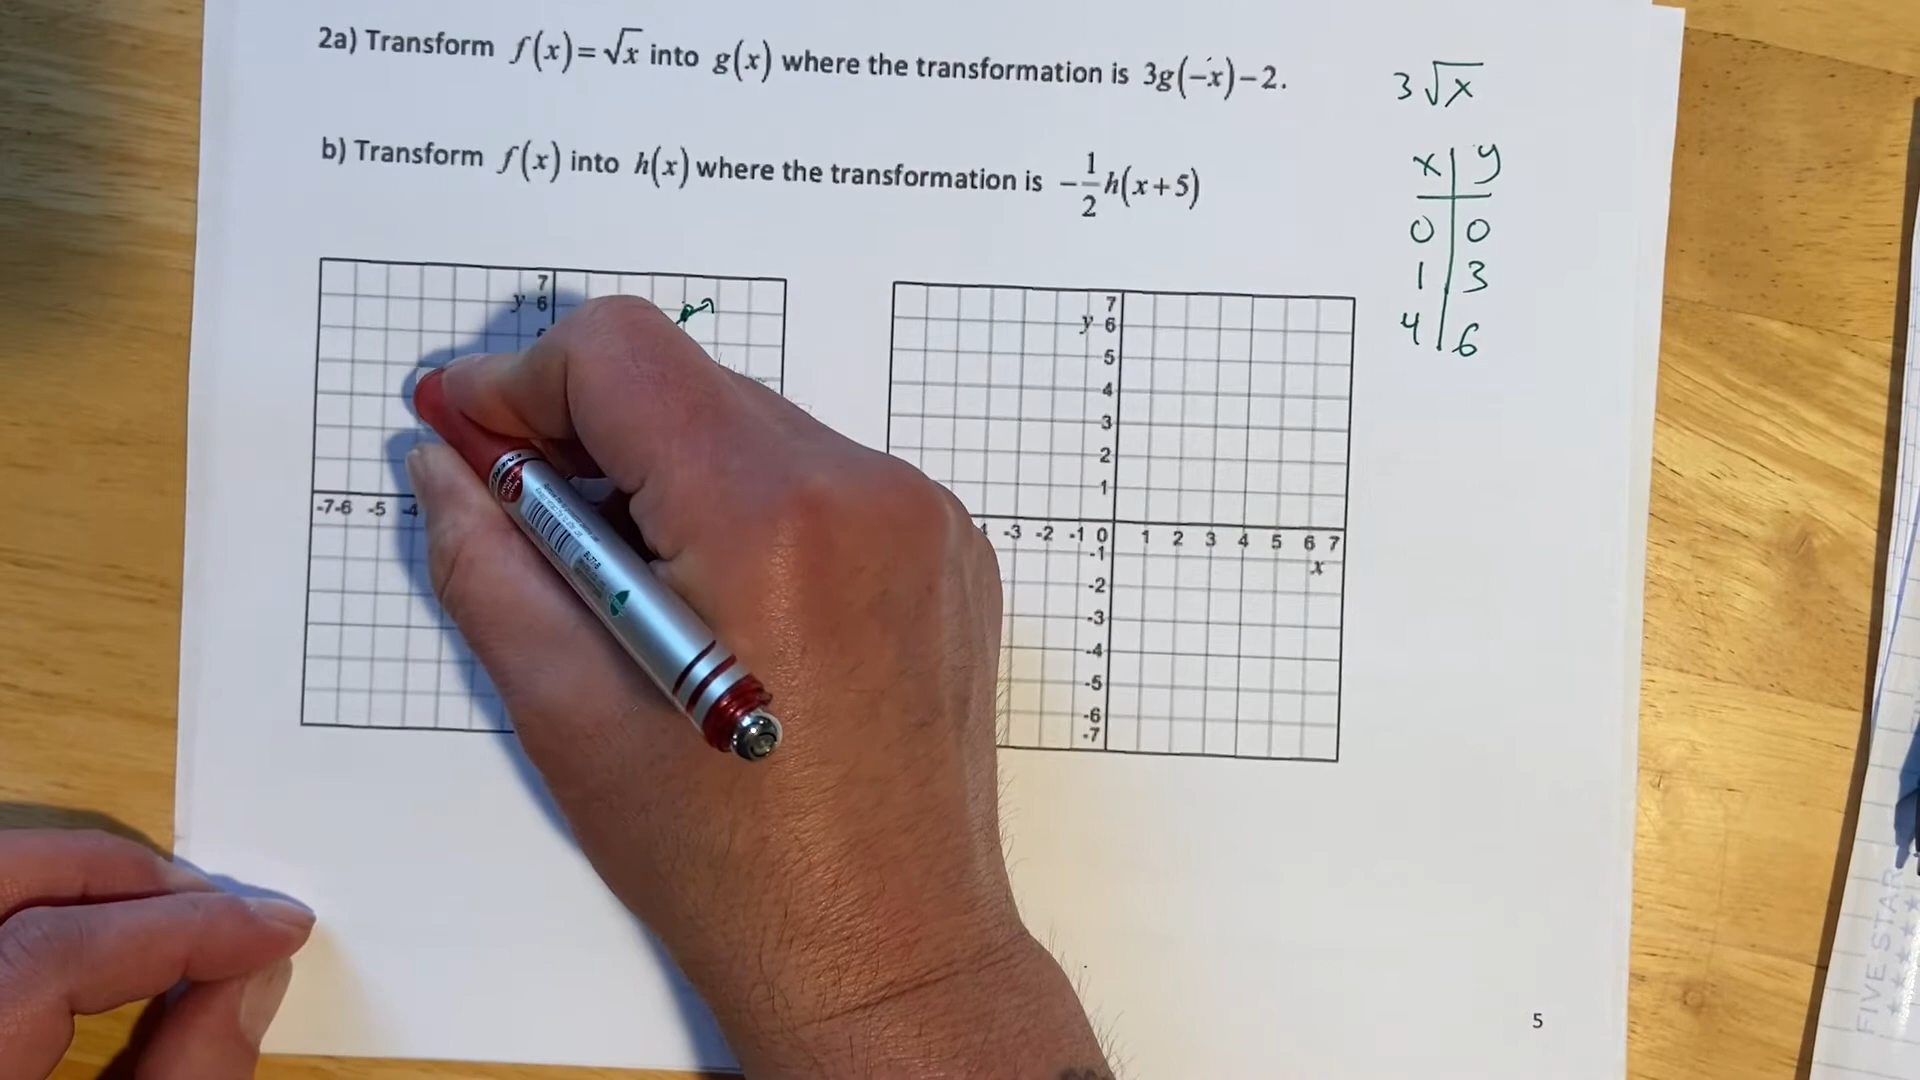 2a) Transform f(x)=√x into g(x) where the transformation is 3g(-x)-2.
b) Transform f(x) into h(x) where the transformation is -1/2 h(x+5)
3√x
x | y
0 | 0
1 | 3
4 | 6
7
y 6
-7-6 -5 -4
7
y 6
5
4
3
2
1
-3 -2 -1 0 1 2 3 4 5 6 7
x
-1
-2
-3
-4
-5
-6
-7
5
FIVE STAR